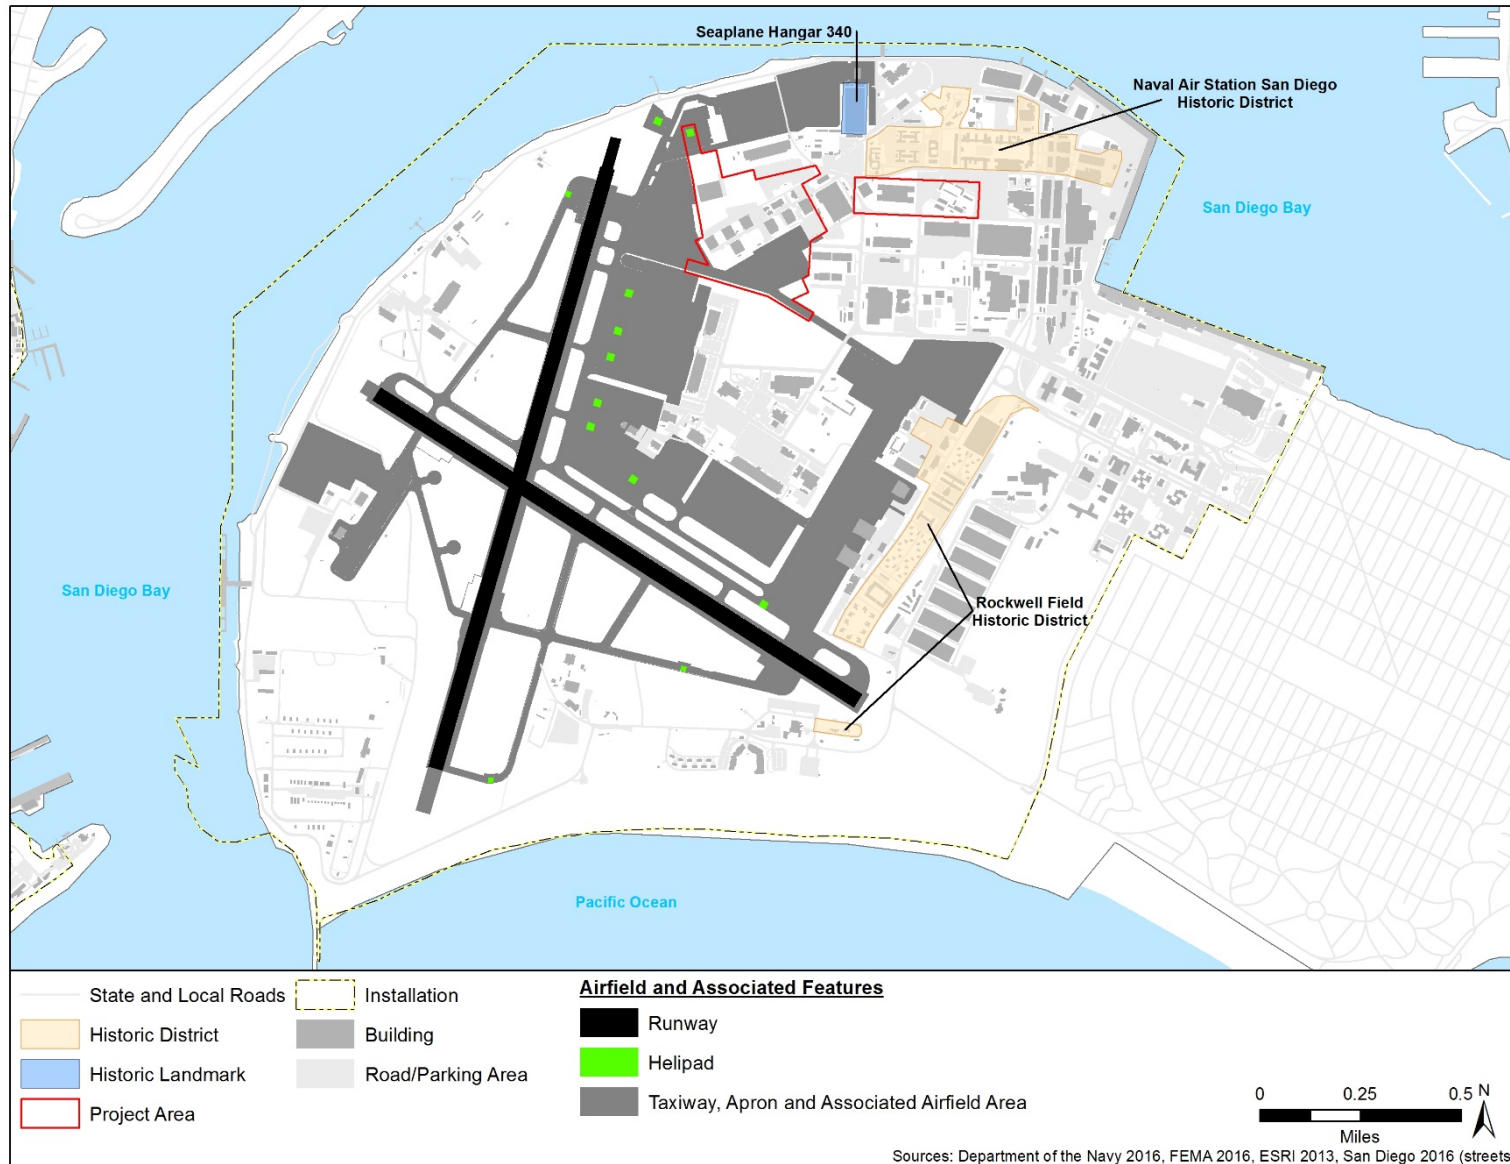 Seaplane Hangar 340
Naval Air Station San Diego
Historic District
San Diego Bay
San Diego Bay
Rockwell Field
Historic District
Pacific Ocean
State and Local Roads
Historic District
Historic Landmark
Project Area
Installation
Building
Road/Parking Area
Airfield and Associated Features
Runway
Helipad
Taxiway, Apron and Associated Airfield Area
0 0.25 0.5
Miles
N
Sources: Department of the Navy 2016, FEMA 2016, ESRI 2013, San Diego 2016 (streets